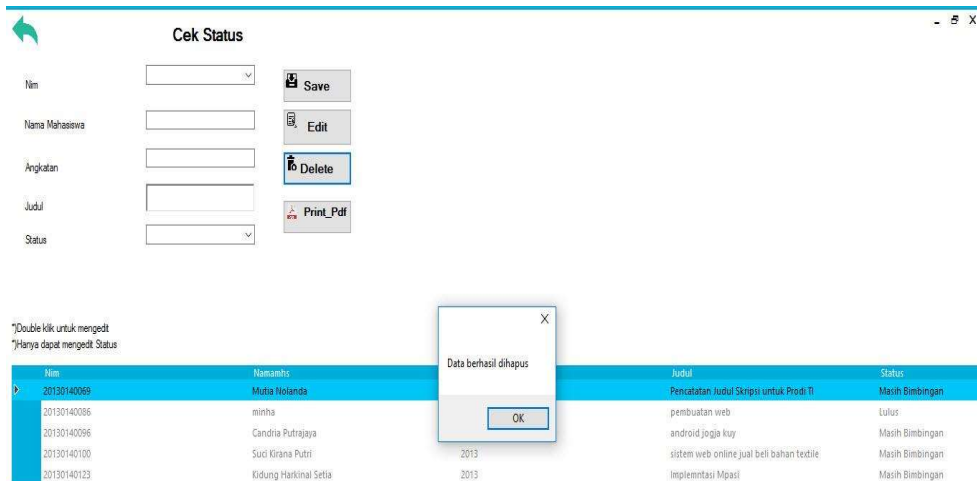 Cek Status
Nim
Save
Nama Mahasiswa
Edit
Angkatan
Delete
Judul
Print_Pdf
Status
*)Double klik untuk mengedit
*)Hanya dapat mengedit Status
X
Data berhasil dihapus
OK
Nim Namamhs Judul Status
20130140069 Mutia Nolanda Pencatatan Judul Skripsi untuk Prodi TI Masih Bimbingan
20130140086 minha pembuatan web Lulus
20130140096 Candria Putrajaya android jogja kuy Masih Bimbingan
20130140100 Suci Kirana Putri 2013 sistem web online jual beli bahan textile Masih Bimbingan
20130140123 Kidung Harkinal Setia 2013 Implemntasi Mpasi Masih Bimbingan